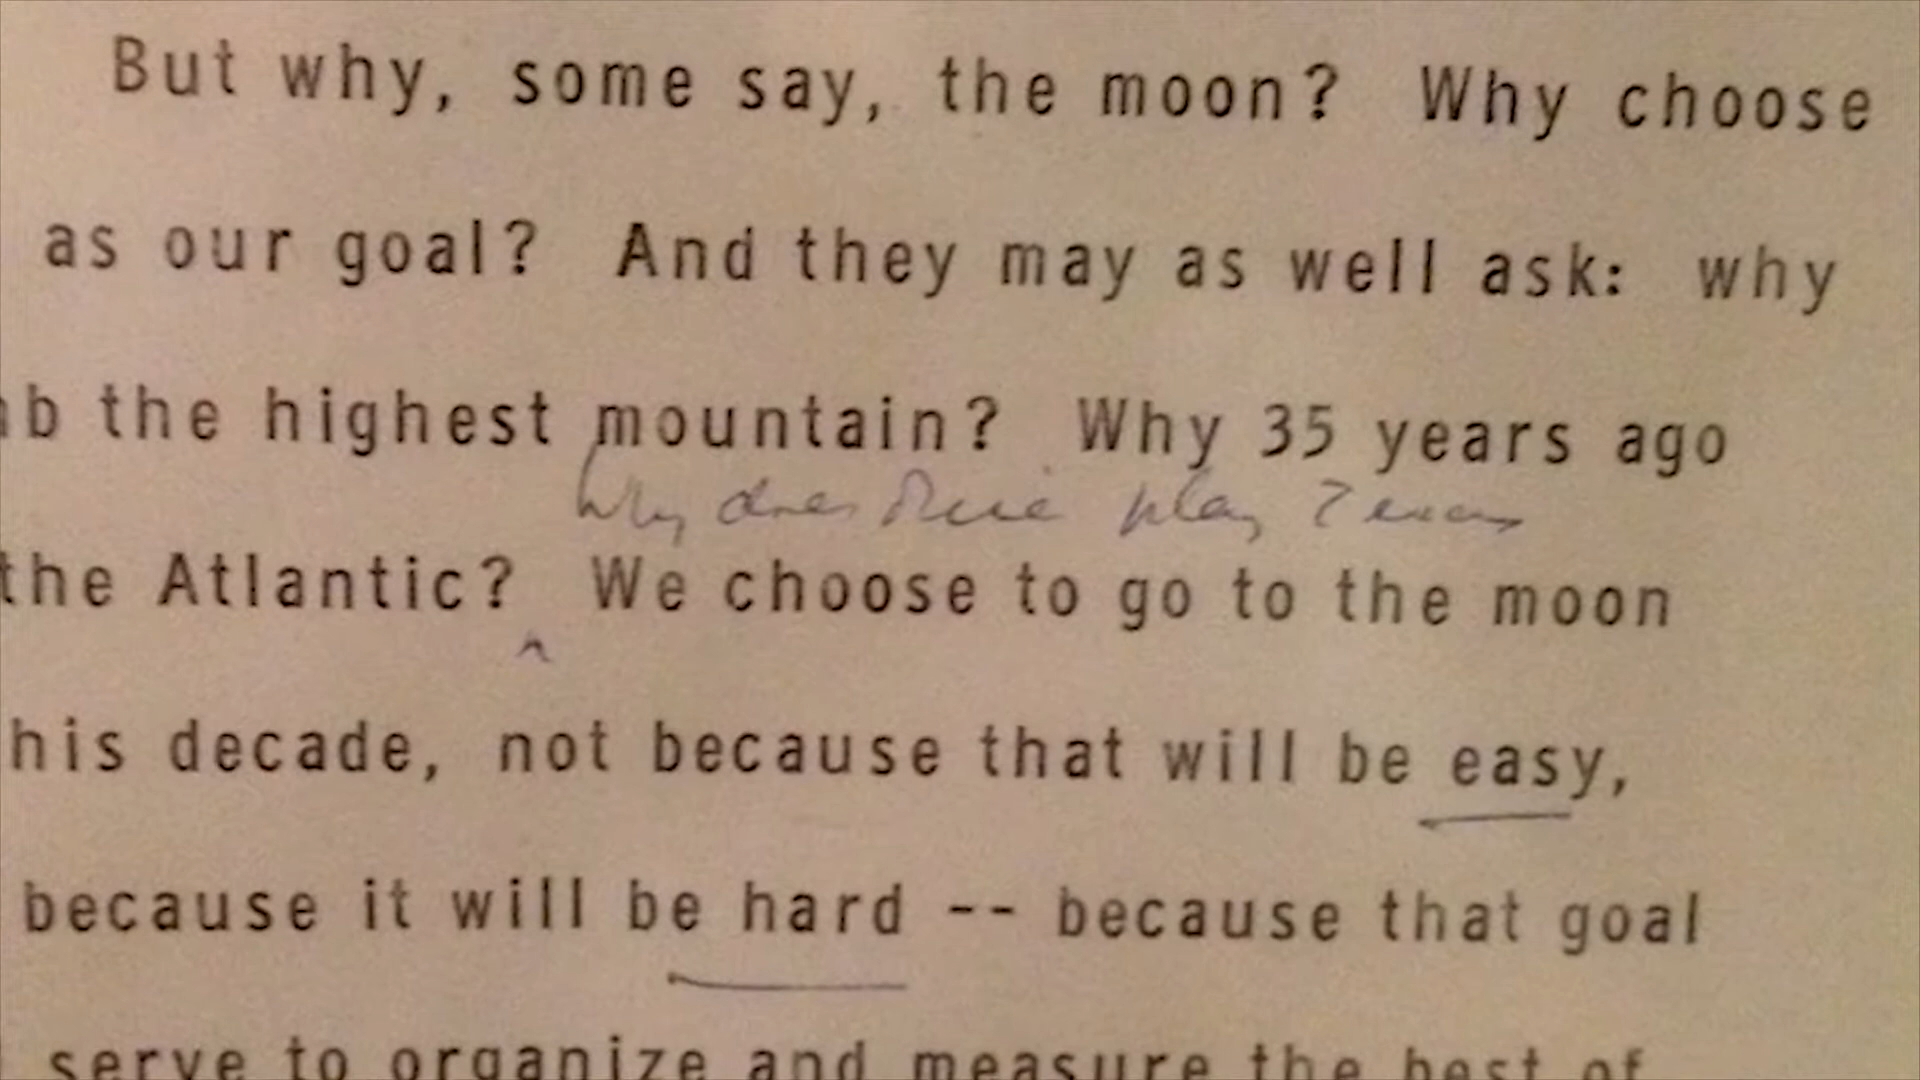 But why, some say, the moon? Why choose
as our goal? And they may as well ask: why
the highest mountain? Why 35 years ago
Why does Rice play Texas
the Atlantic? We choose to go to the moon
his decade, not because that will be easy,
because it will be hard -- because that goal
serve to organize and measure the best of